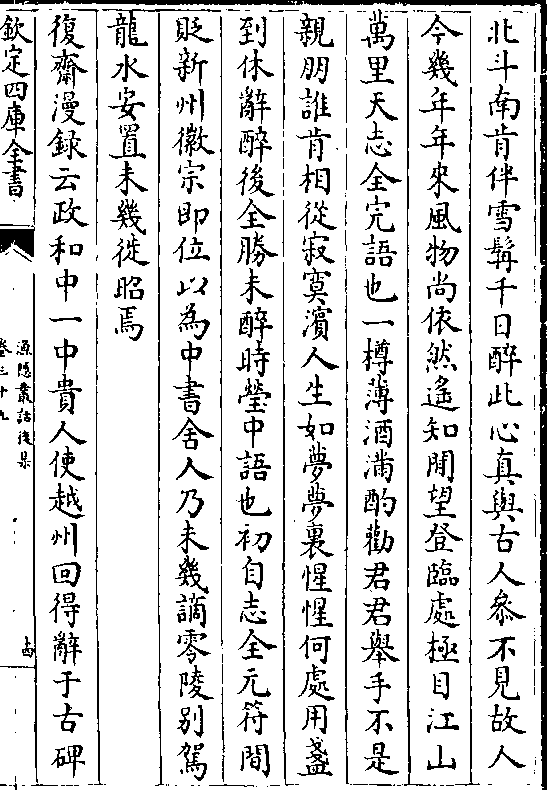 北斗南肯伴雪髯千日醉此心真與古人參不見故人
今幾年年來風物尚依然遙知閒望登臨處極目江山
萬里天志全完語也一樽薄酒滿酌勸君君舉手不是
親朋誰肯相從寂寞濱人生如夢夢裏惺惺何處用盞
到休辭醉後全勝未醉時瑩中語也初自志全元符間
貶新州徽宗即位以為中書舍人乃未幾謫零陵别駕
龍水安置未幾徙昭焉
復齋漫録云政和中一中貴人使越州回得辭于古碑
欽定四庫全書
漁隱叢話後集
卷三十九